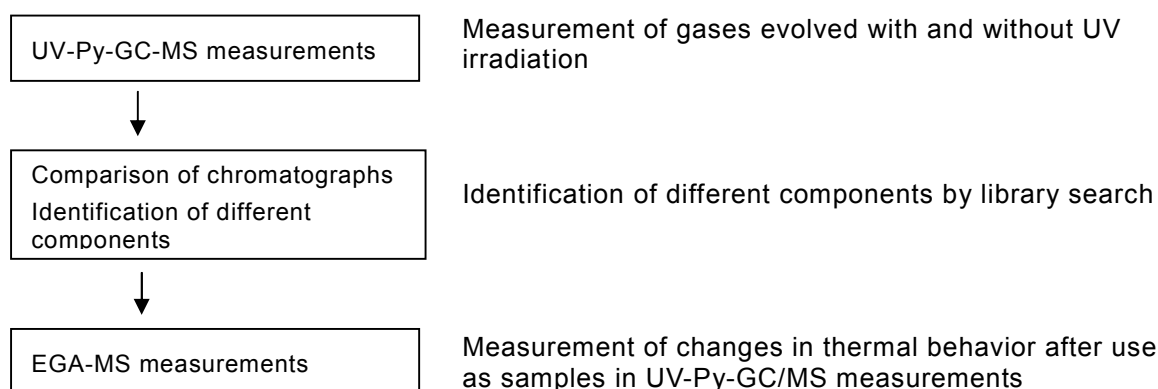 UV-Py-GC-MS measurements
Measurement of gases evolved with and without UV
irradiation
Comparison of chromatographs
Identification of different
components
Identification of different components by library search
EGA-MS measurements
Measurement of changes in thermal behavior after use
as samples in UV-Py-GC/MS measurements